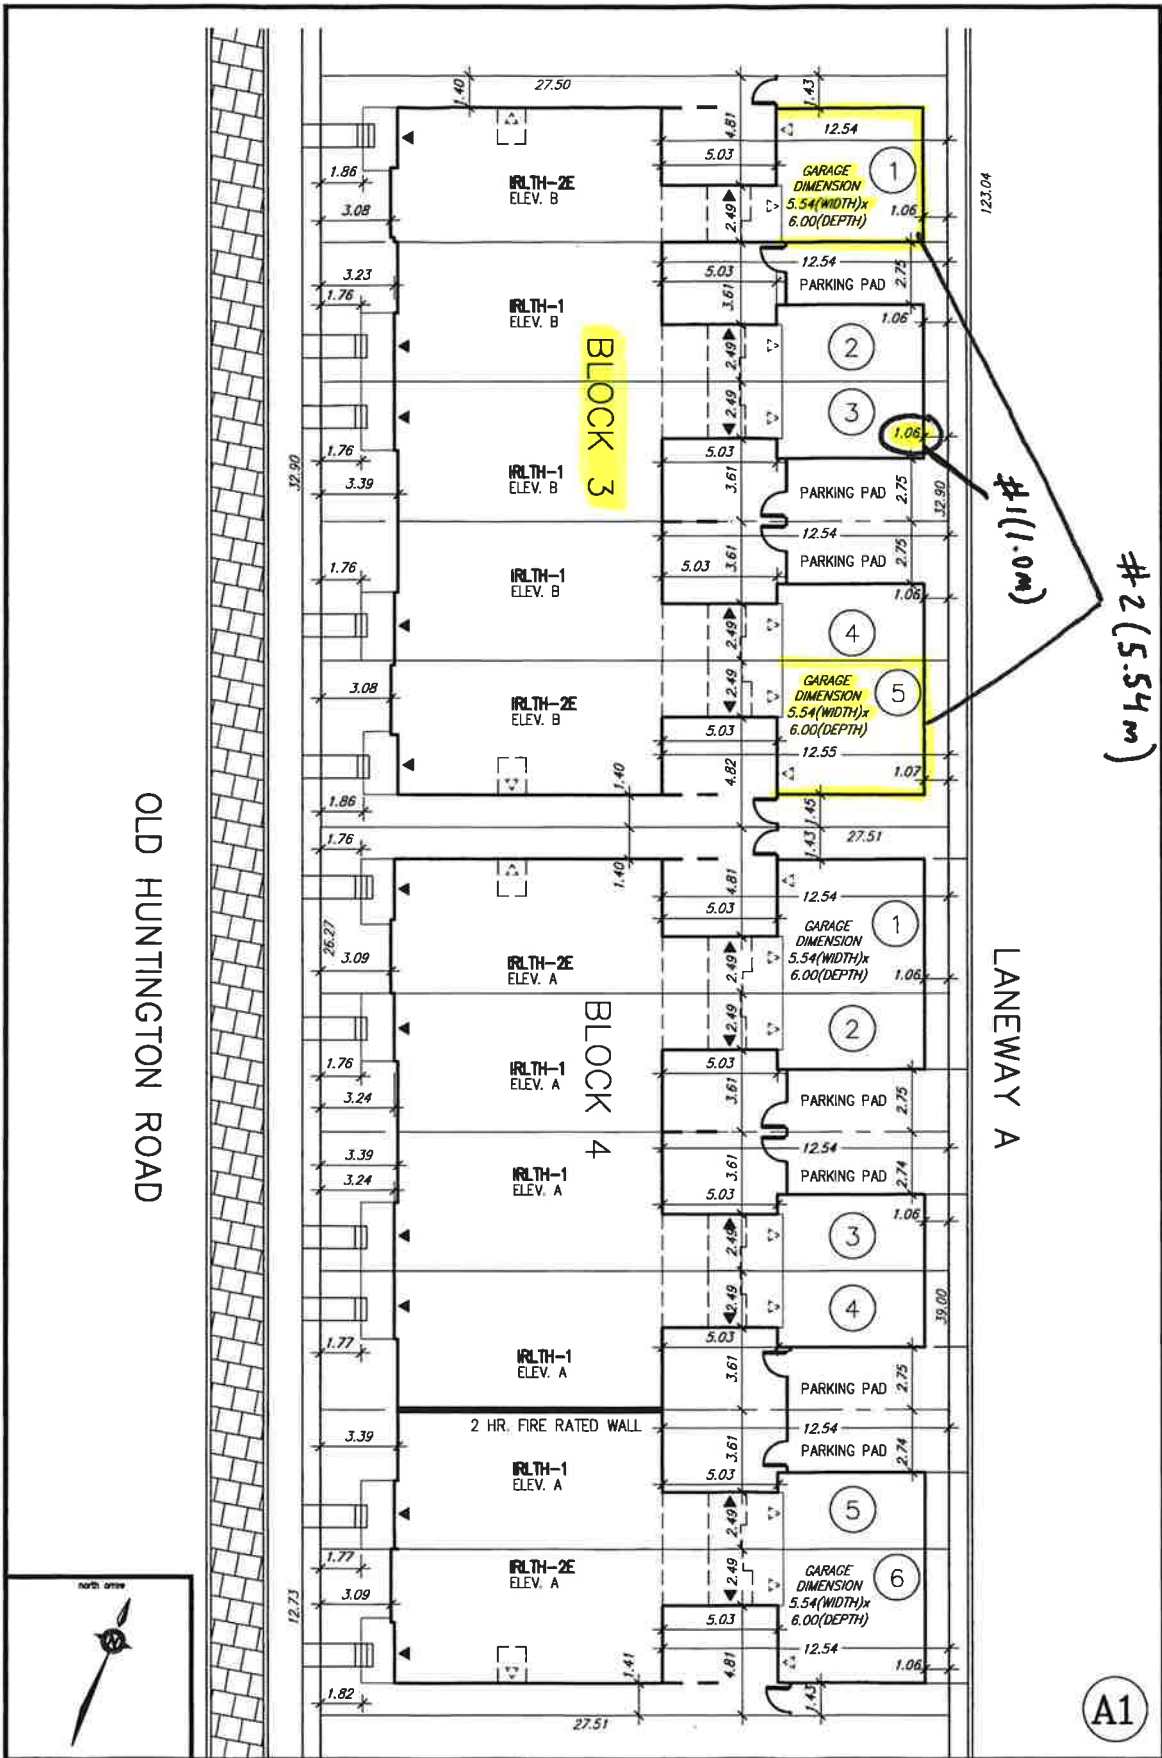 27.50
1.40
1.43
4.81
12.54
5.03
GARAGE
DIMENSION
5.54(WIDTH)x
6.00(DEPTH)
1
1.06
123.04
1.86
3.08
IRLTH-2E
ELEV. B
2.49
12.54
5.03
3.61
PARKING PAD
2.75
3.23
1.76
IRLTH-1
ELEV. B
1.06
2.49
2
BLOCK 3
2.49
3
1.06
#1(1.0m)
#2(5.54m)
32.90
1.76
3.39
IRLTH-1
ELEV. B
5.03
3.61
PARKING PAD
2.75
32.90
12.54
3.61
PARKING PAD
2.75
1.76
IRLTH-1
ELEV. B
5.03
1.06
2.49
4
3.08
IRLTH-2E
ELEV. B
2.49
GARAGE
DIMENSION
5.54(WIDTH)x
6.00(DEPTH)
5
5.03
12.55
4.82
1.07
1.40
1.86
1.45
1.76
1.43
27.51
1.40
4.81
12.54
5.03
GARAGE
DIMENSION
5.54(WIDTH)x
6.00(DEPTH)
1
1.06
26.27
3.09
IRLTH-2E
ELEV. A
2.49
OLD HUNTINGTON ROAD
BLOCK 4
LANEWAY A
2.49
2
1.76
3.24
IRLTH-1
ELEV. A
5.03
3.61
PARKING PAD
2.75
12.54
3.39
3.24
IRLTH-1
ELEV. A
3.61
5.03
PARKING PAD
2.74
1.06
2.49
3
2.49
4
39.00
1.77
IRLTH-1
ELEV. A
5.03
3.61
PARKING PAD
2.75
2 HR. FIRE RATED WALL
12.54
3.39
IRLTH-1
ELEV. A
3.61
5.03
PARKING PAD
2.74
2.49
5
1.77
3.09
IRLTH-2E
ELEV. A
2.49
GARAGE
DIMENSION
5.54(WIDTH)x
6.00(DEPTH)
6
5.03
12.54
4.81
1.06
12.73
1.41
1.43
1.82
27.51
north arrow
N
A1